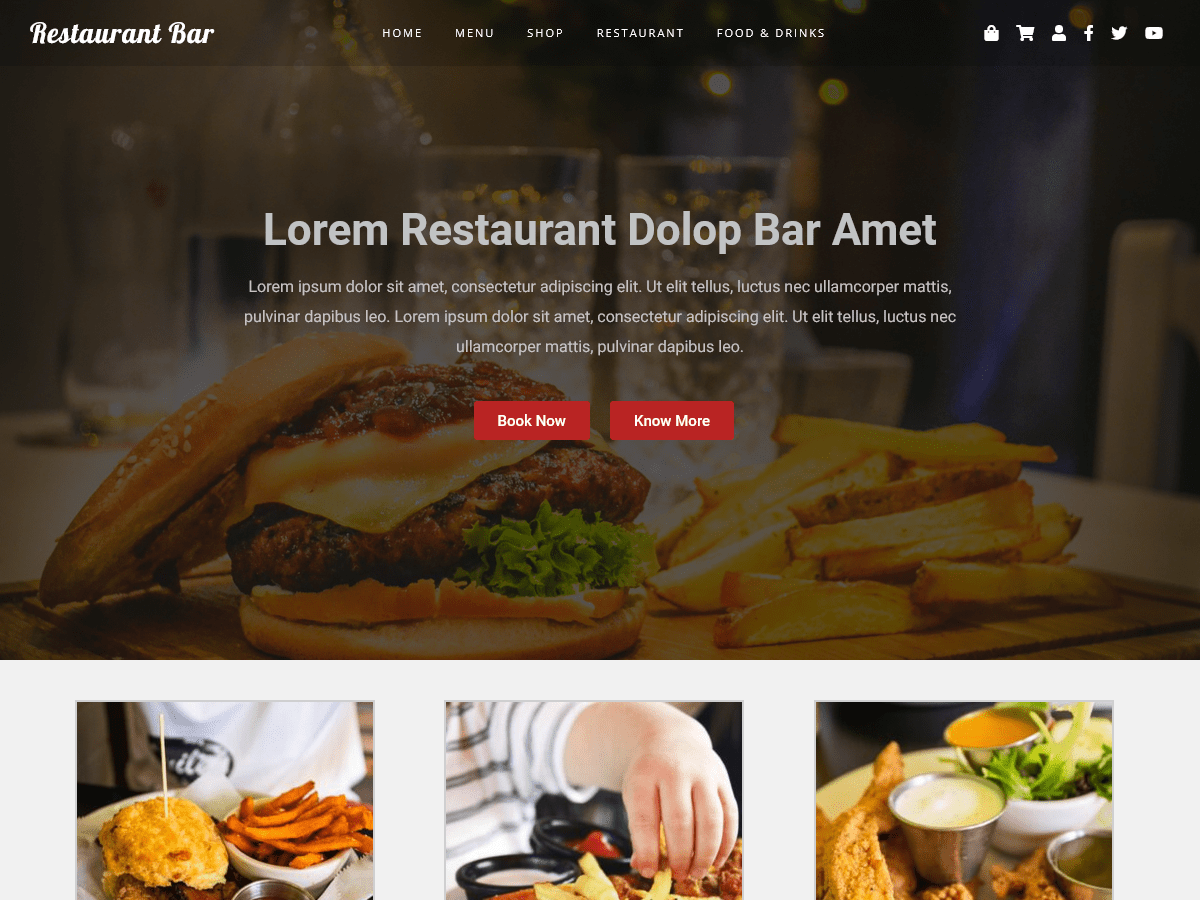 Restaurant Bar
HOME
MENU
SHOP
RESTAURANT
FOOD & DRINKS
Lorem Restaurant Dolop Bar Amet
Lorem ipsum dolor sit amet, consectetur adipiscing elit. Ut elit tellus, luctus nec ullamcorper mattis,
pulvinar dapibus leo. Lorem ipsum dolor sit amet, consectetur adipiscing elit. Ut elit tellus, luctus nec
ullamcorper mattis, pulvinar dapibus leo.
Book Now
Know More